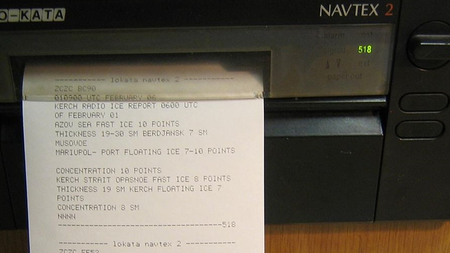 O-KATA
NAVTEX 2
518
---------- lokata navtex 2 ----------
ZCZC BC90
010900 UTC FEBRUARY 06
KERCH RADIO ICE REPORT 0600 UTC
OF FEBRUARY 01
AZOV SEA FAST ICE 10 POINTS
THICKNESS 19-30 SM BERDJANSK 7 SM
MUSOVOE
MARIUPOL- PORT FLOATING ICE 7-10 POINTS
CONCENTRATION 10 POINTS
KERCH STRAIT OPASNOE FAST ICE 8 POINTS
THICKNESS 19 SM KERCH FLOATING ICE 7
POINTS
CONCENTRATION 8 SM
NNNN
----------518
---------- lokata navtex 2 ----------